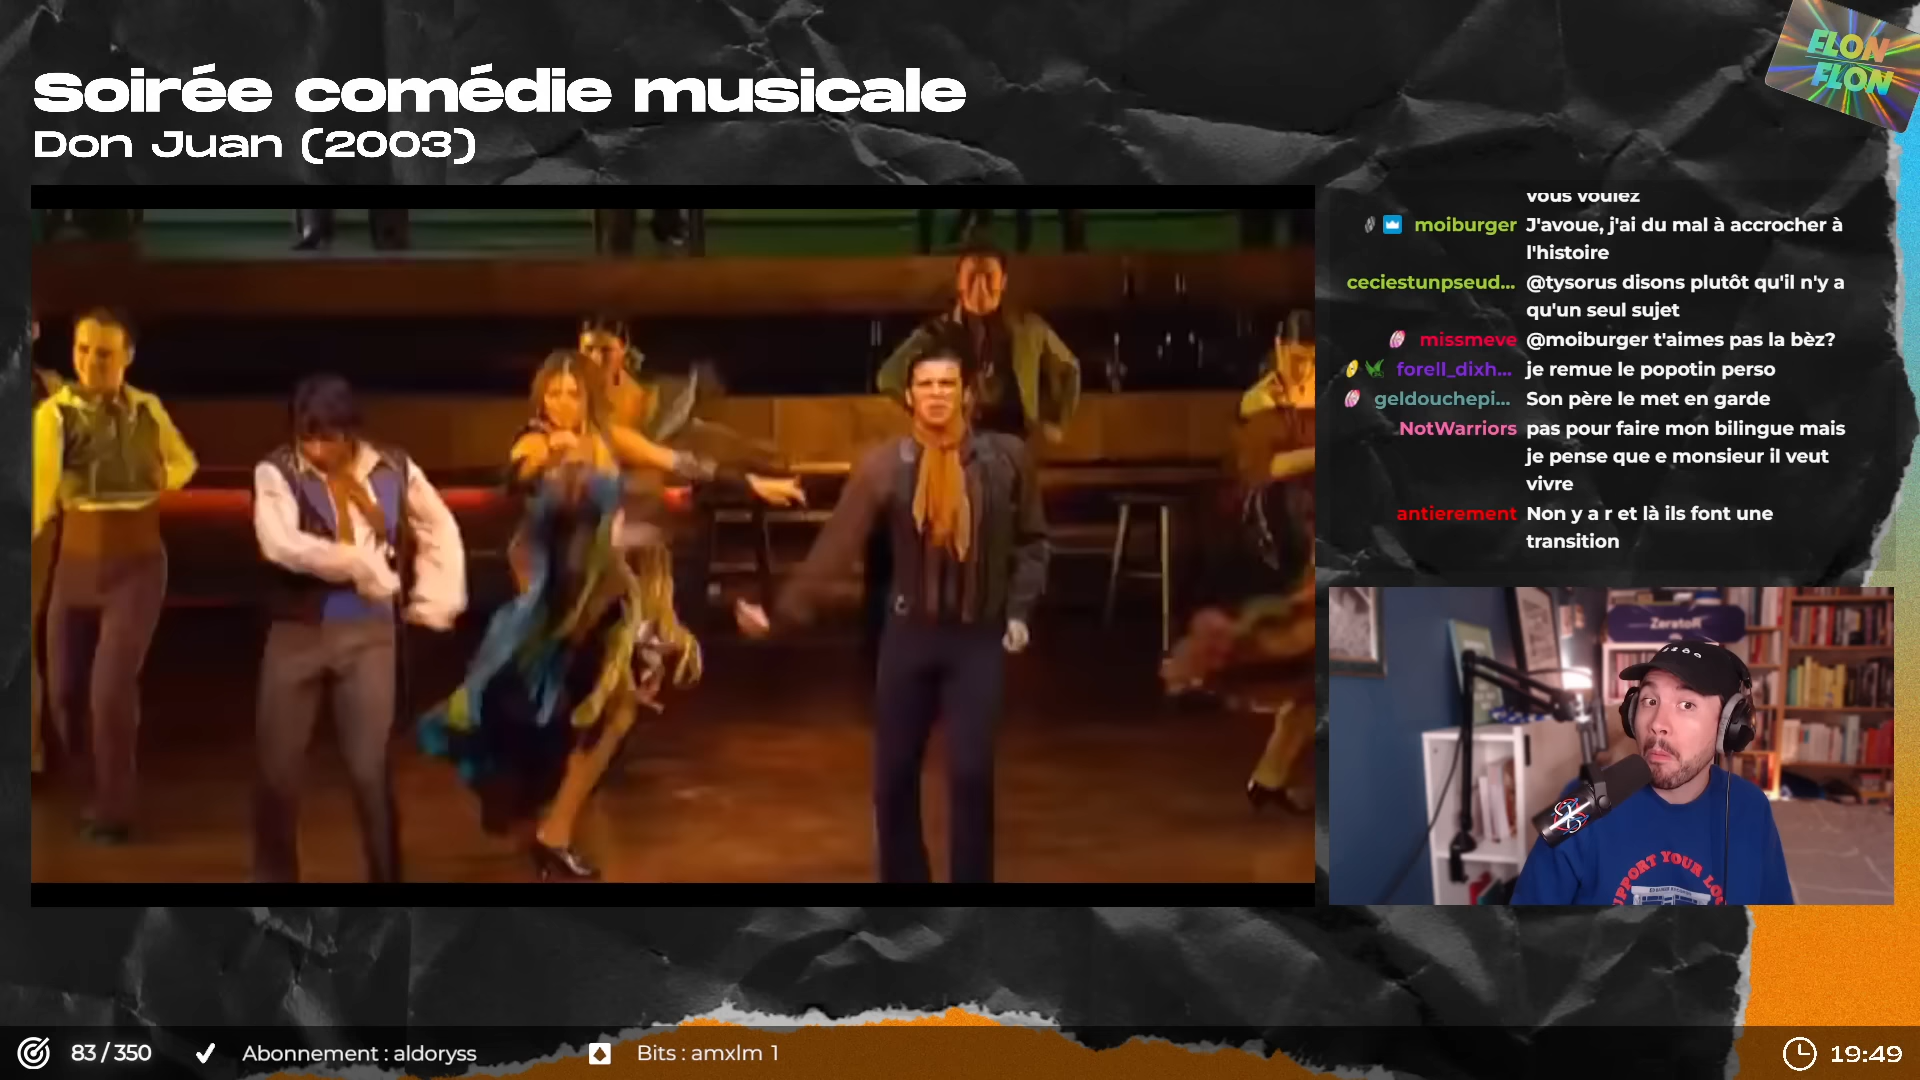 Soirée comédie musicale
Don Juan (2003)
FLON
FLON
vous voulez
moiburger J'avoue, j'ai du mal à accrocher à
l'histoire
ceciestunpseud... @tysorus disons plutôt qu'il n'y a
qu'un seul sujet
missmeve @moiburger t'aimes pas la bèz?
forell_dixh... je remue le popotin perso
geldouchepi... Son père le met en garde
NotWarriors pas pour faire mon bilingue mais
je pense que e monsieur il veut
vivre
antierement Non y a r et là ils font une
transition
ZeratoR
SUPPORT YOUR LOC
83 / 350
Abonnement : aldoryss
Bits : amxlm 1
19:49